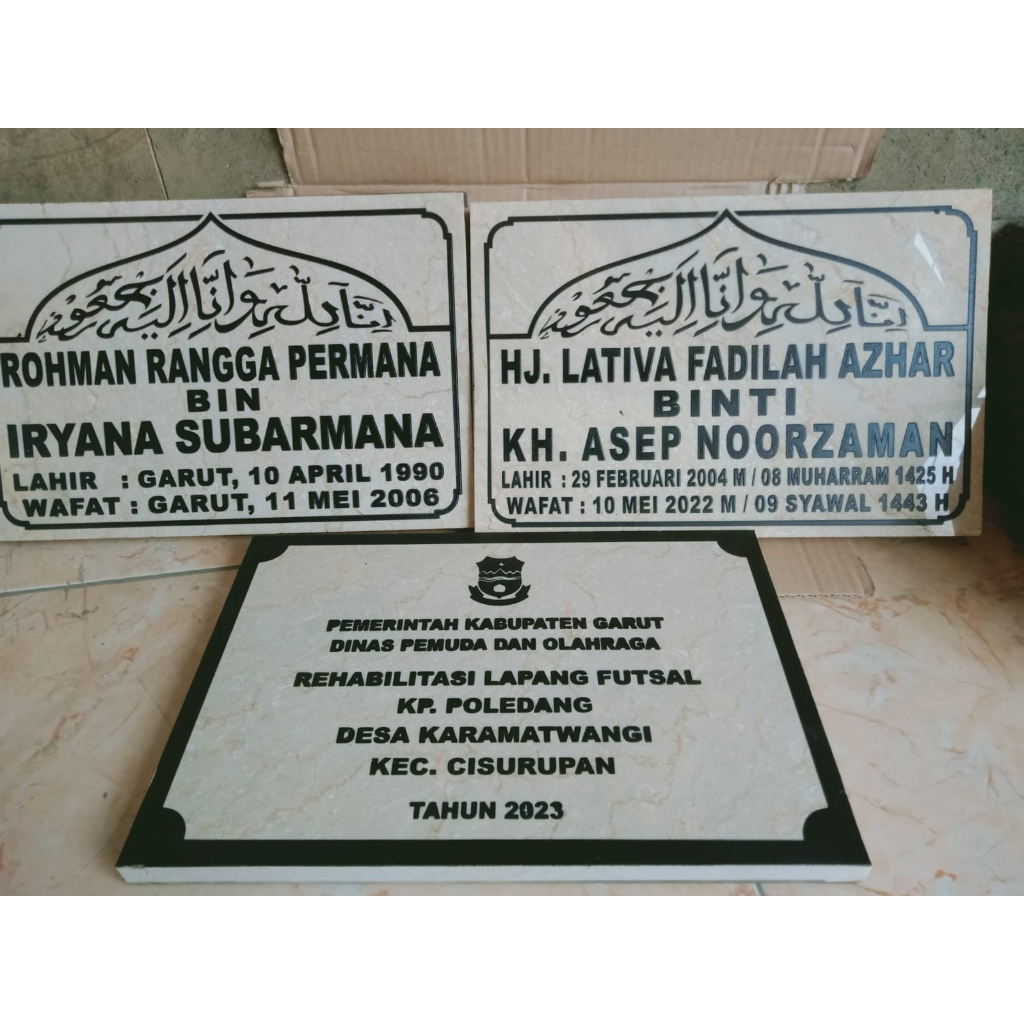 إنا لله وإنا إليه راجعون
ROHMAN RANGGA PERMANA
BIN
IRYANA SUBARMANA
LAHIR : GARUT, 10 APRIL 1990
WAFAT : GARUT, 11 MEI 2006
إنا لله وإنا إليه راجعون
HJ. LATIVA FADILAH AZHAR
BINTI
KH. ASEP NOORZAMAN
LAHIR : 29 FEBRUARI 2004 M / 08 MUHARRAM 1425 H
WAFAT : 10 MEI 2022 M / 09 SYAWAL 1443 H
PEMERINTAH KABUPATEN GARUT
DINAS PEMUDA DAN OLAHRAGA
REHABILITASI LAPANG FUTSAL
KP. POLEDANG
DESA KARAMATWANGI
KEC. CISURUPAN
TAHUN 2023